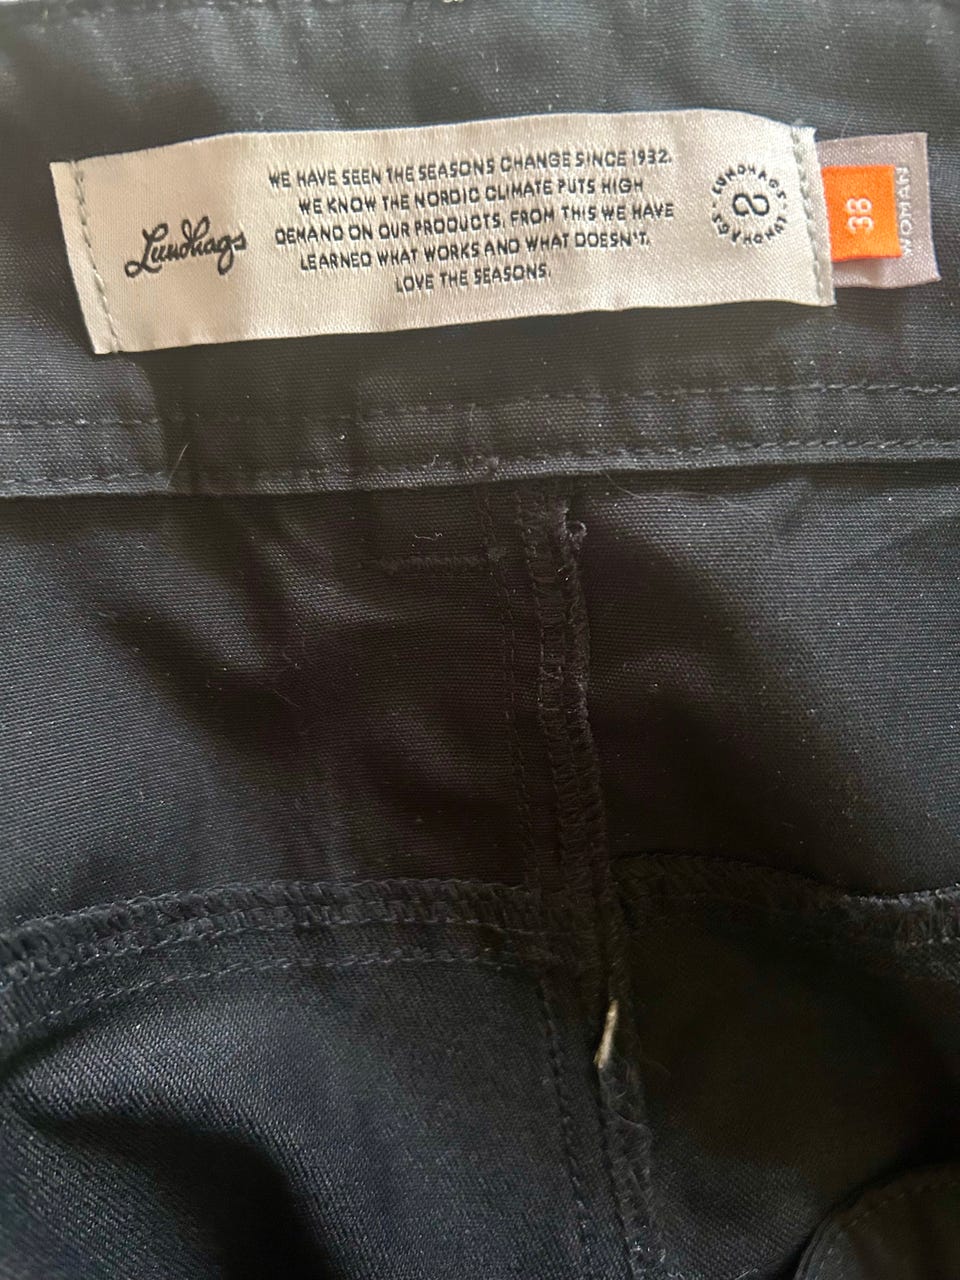 Lundhags
WE HAVE SEEN THE SEASONS CHANGE SINCE 1932.
WE KNOW THE NORDIC CLIMATE PUTS HIGH
DEMAND ON OUR PRODUCTS. FROM THIS WE HAVE
LEARNED WHAT WORKS AND WHAT DOESN'T.
LOVE THE SEASONS.
LUNDHAGS · LUNDHAGS ·
38
WOMAN